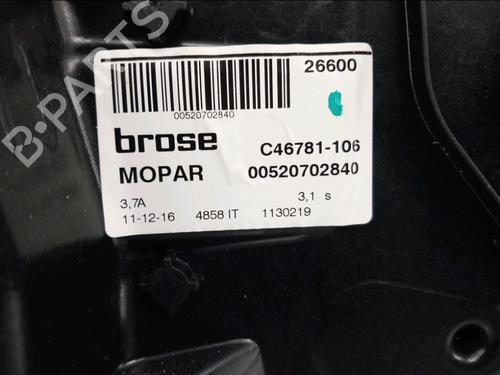 26600
00520702840
brose
C46781-106
MOPAR
00520702840
3,7A
3,1 s
11-12-16
4858 IT
1130219
B-PARTS